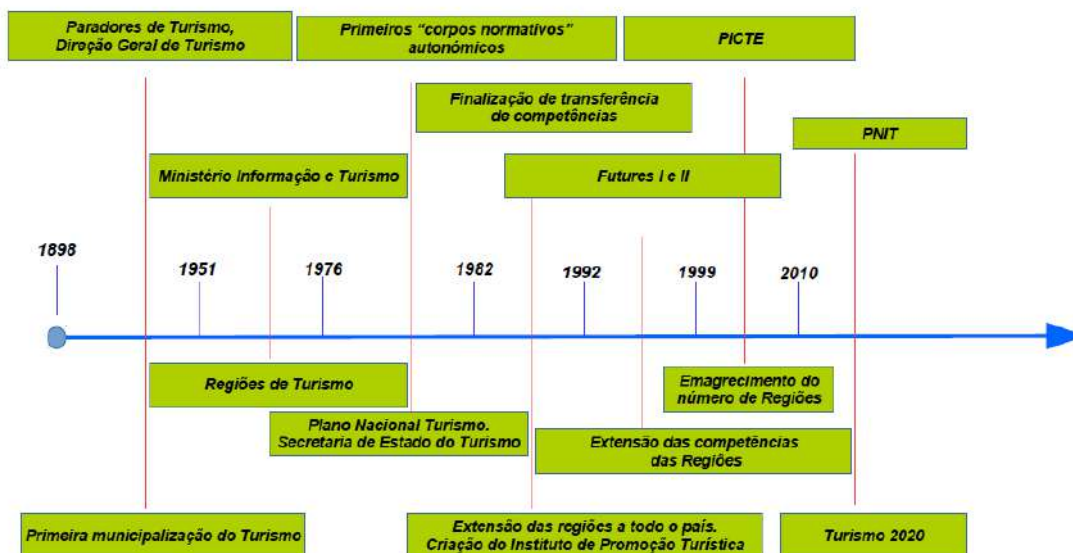 Paradores de Turismo,
Direção Geral de Turismo
Primeiros “corpos normativos”
autonómicos
PICTE
Finalização de transferência
de competências
PNIT
Ministério Informação e Turismo
Futures I e II
1898
1951
1976
1982
1992
1999
2010
Regiões de Turismo
Emagrecimento do
número de Regiões
Plano Nacional Turismo.
Secretaria de Estado do Turismo
Extensão das competências
das Regiões
Primeira municipalização do Turismo
Extensão das regiões a todo o país.
Criação do Instituto de Promoção Turística
Turismo 2020